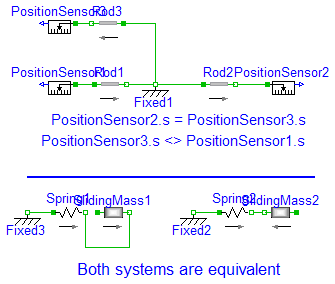 PositionSensor3 Rod3
PositionSensor1 Rod1 Rod2 PositionSensor2
Fixed1
PositionSensor2.s = PositionSensor3.s
PositionSensor3.s <> PositionSensor1.s
Spring1 SlidingMass1 Spring2 SlidingMass2
Fixed3 Fixed2
Both systems are equivalent